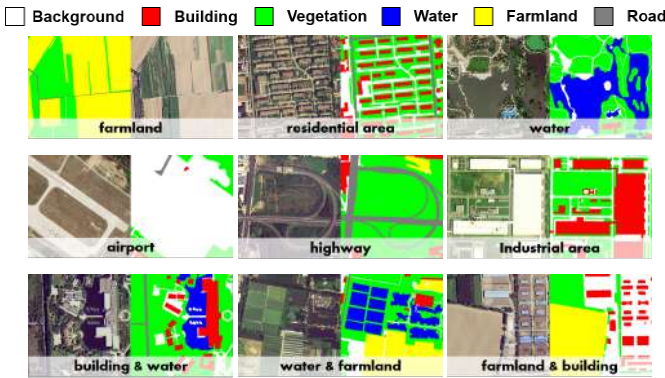 Background Building Vegetation Water Farmland Road
farmland residential area water
airport highway Industrial area
building & water water & farmland farmland & building